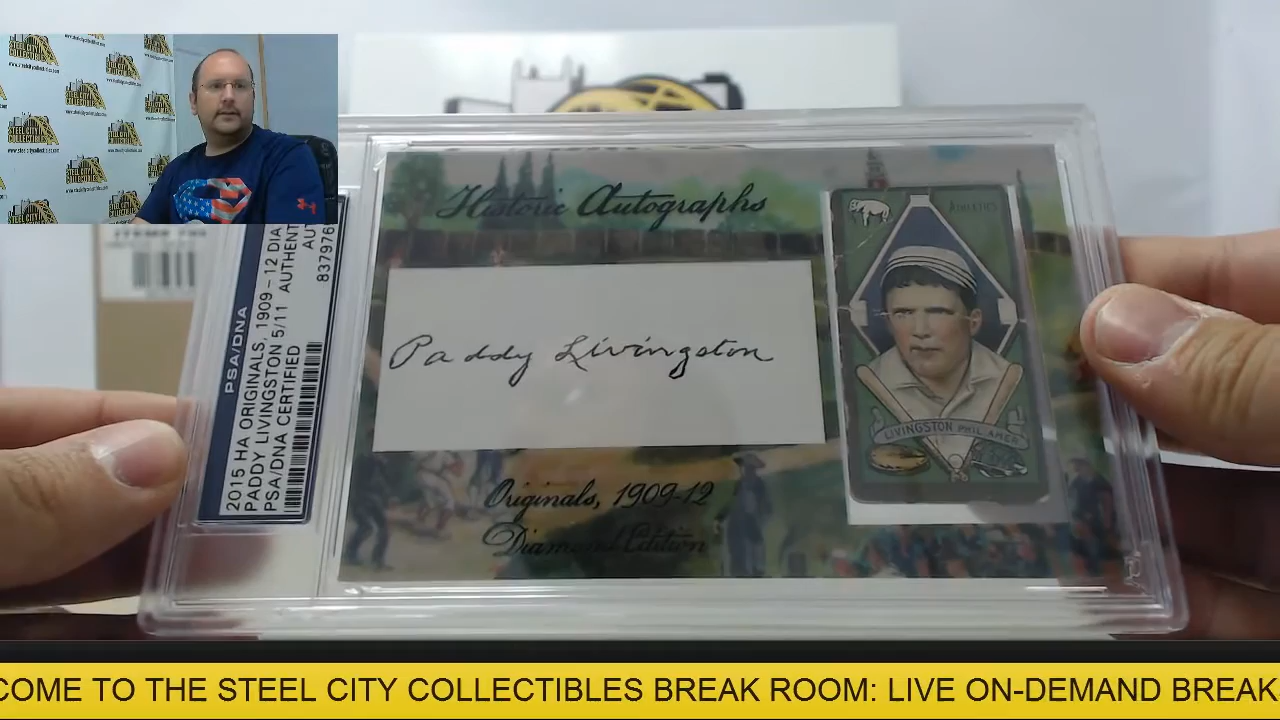 STEEL CITY
COLLECTIBLES
Historic Autographs
ATHLETICS
Paddy Livingston
LIVINGSTON PHIL. AMER.
Originals, 1909-12
Diamond Edition
PSA/DNA
2015 HA ORIGINALS, 1909-12 DIA
PADDY LIVINGSTON 5/11 AUTHENT
PSA/DNA CERTIFIED AUT
837976
COME TO THE STEEL CITY COLLECTIBLES BREAK ROOM: LIVE ON-DEMAND BREAK